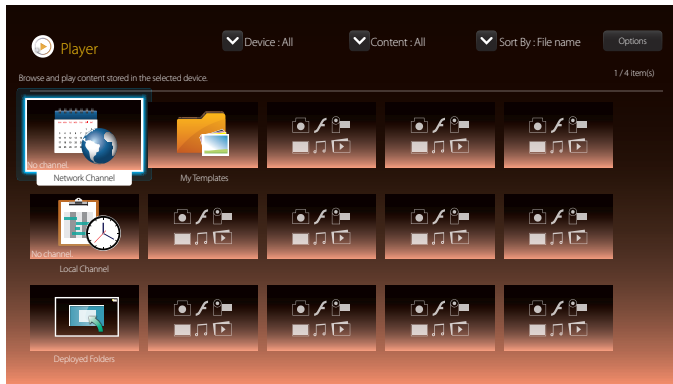 Player
Device : All
Content : All
Sort By : File name
Options
Browse and play content stored in the selected device.
1 / 4 item(s)
No channel.
Network Channel
My Templates
No channel.
Local Channel
Deployed Folders